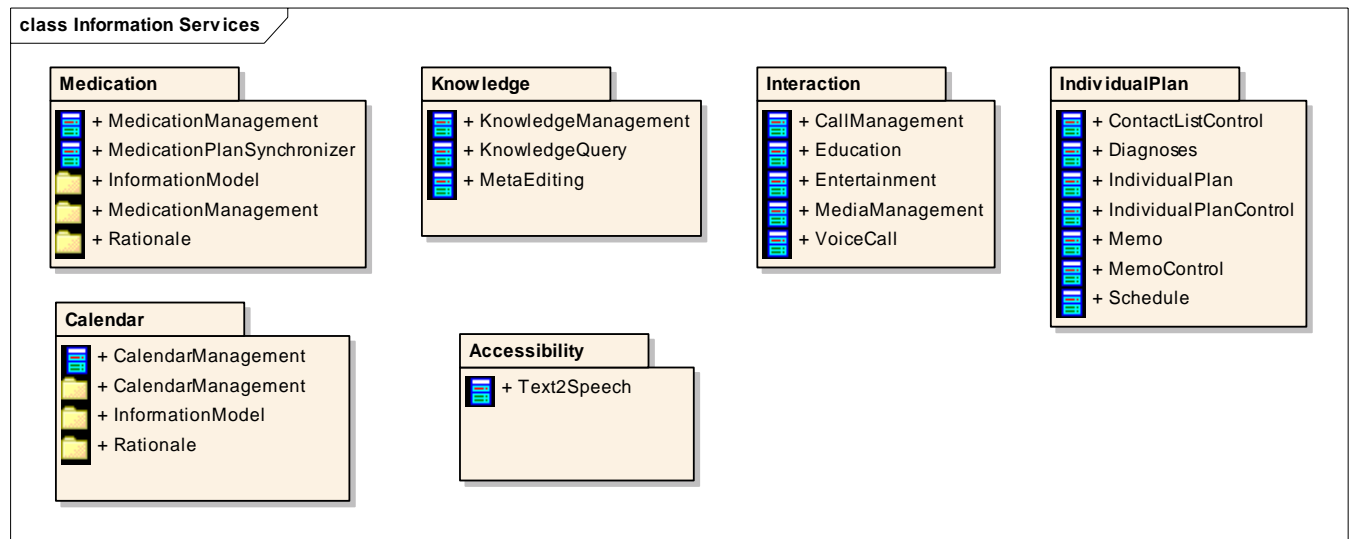 class Information Services
Medication
+ MedicationManagement
+ MedicationPlanSynchronizer
+ InformationModel
+ MedicationManagement
+ Rationale
Knowledge
+ KnowledgeManagement
+ KnowledgeQuery
+ MetaEditing
Interaction
+ CallManagement
+ Education
+ Entertainment
+ MediaManagement
+ VoiceCall
IndividualPlan
+ ContactListControl
+ Diagnoses
+ IndividualPlan
+ IndividualPlanControl
+ Memo
+ MemoControl
+ Schedule
Calendar
+ CalendarManagement
+ CalendarManagement
+ InformationModel
+ Rationale
Accessibility
+ Text2Speech